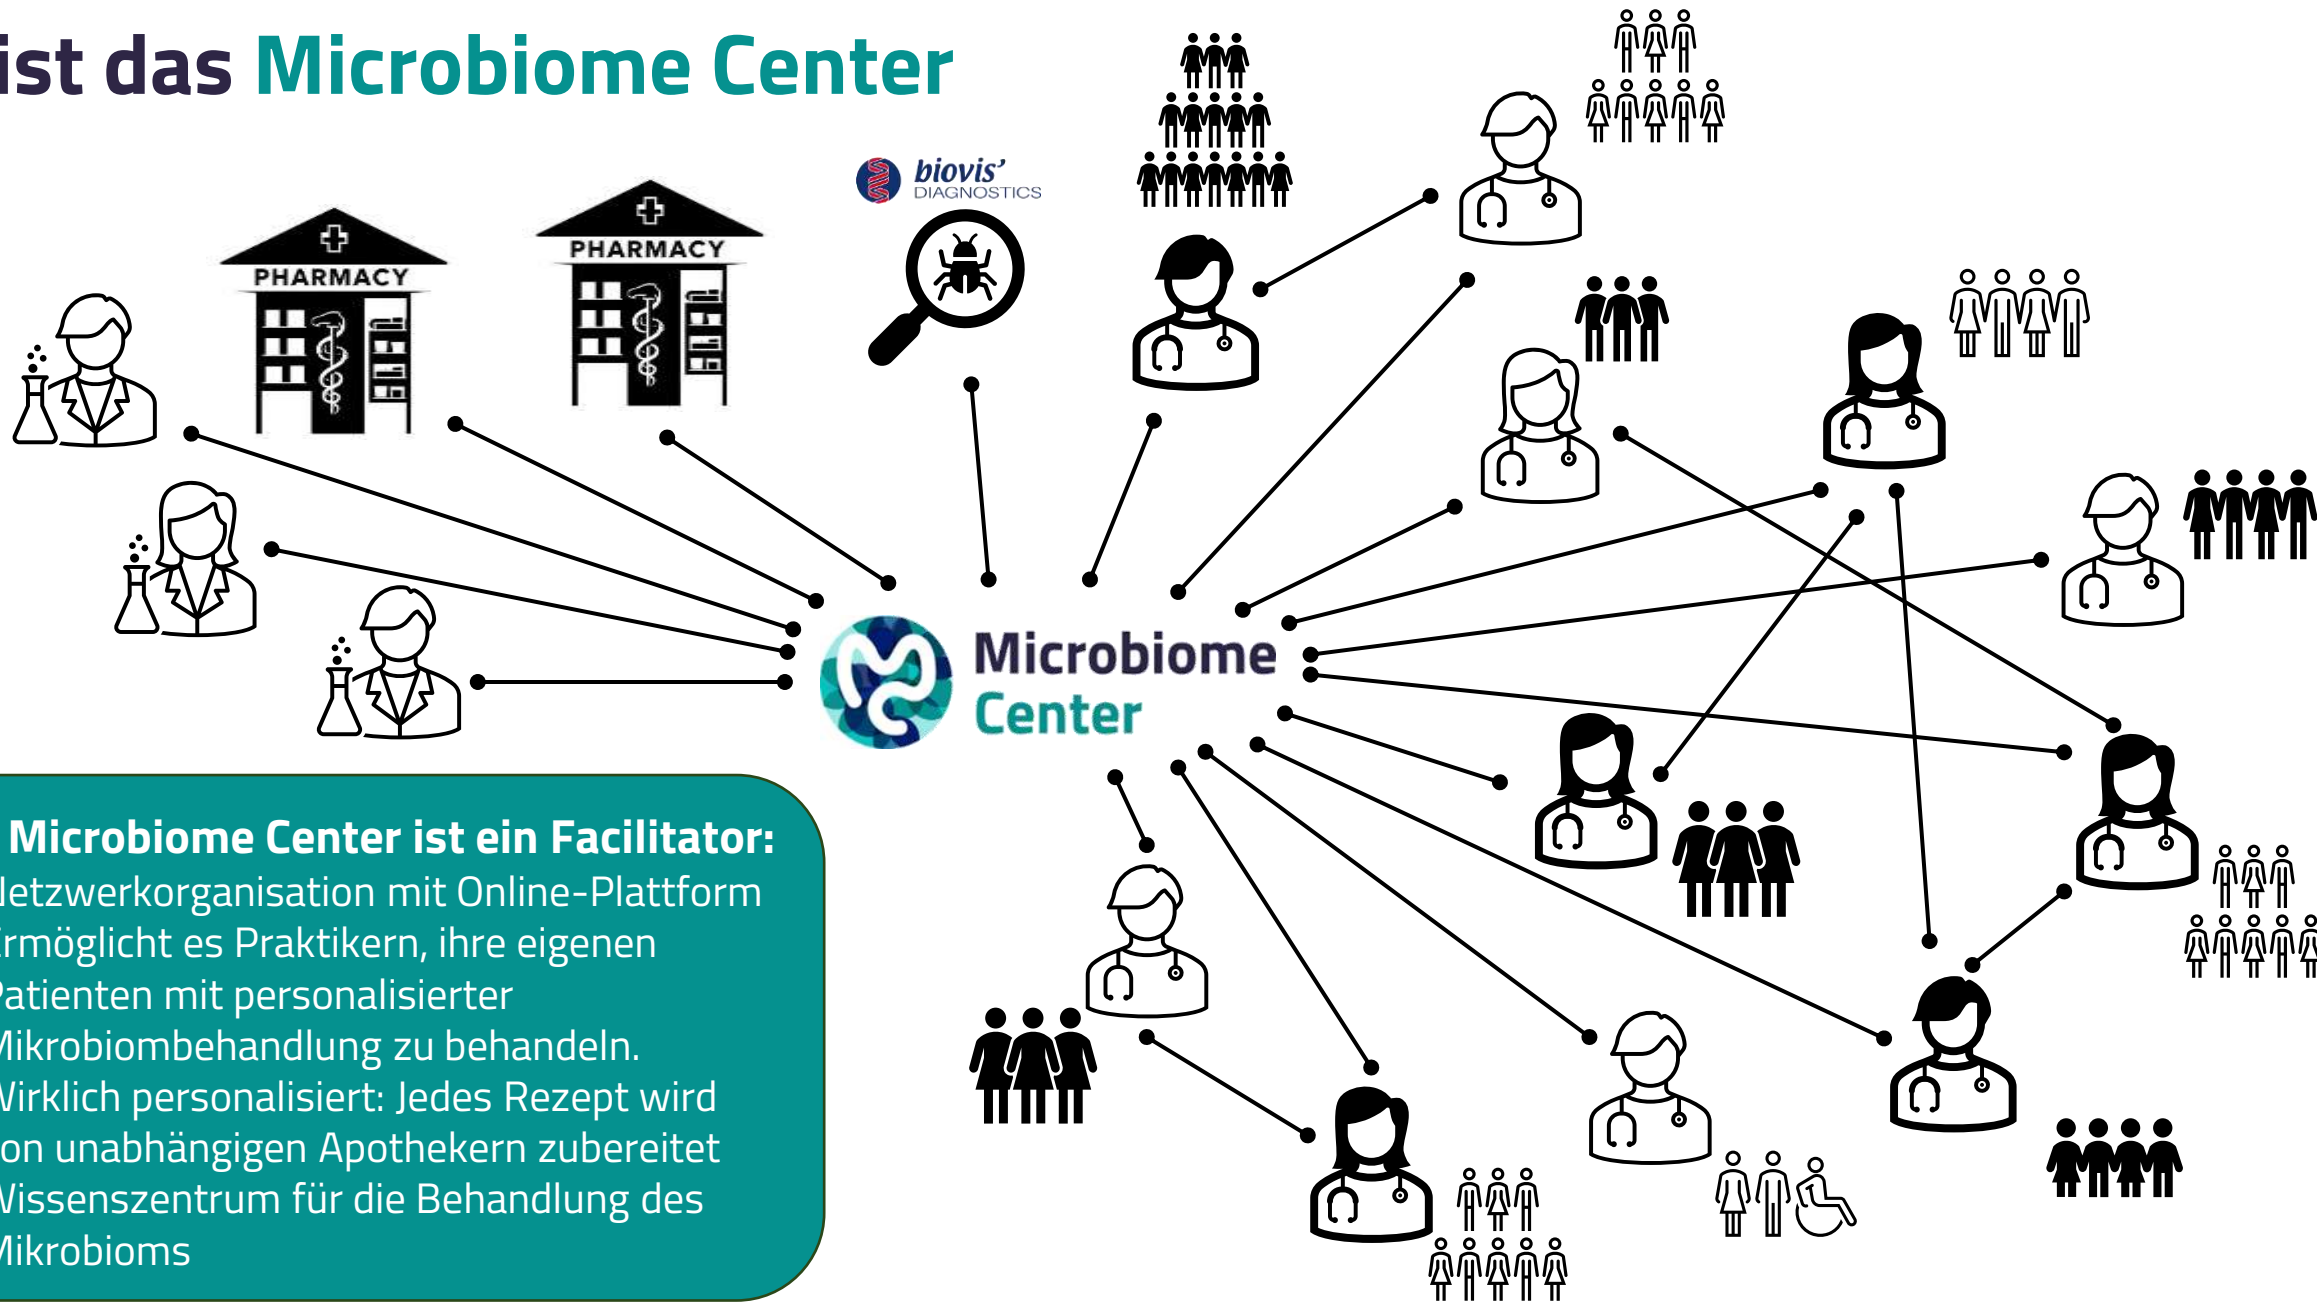 ist das Microbiome Center
biovis'
DIAGNOSTICS
PHARMACY
PHARMACY
Microbiome
Center
Microbiome Center ist ein Facilitator:
Netzwerkorganisation mit Online-Plattform
Ermöglicht es Praktikern, ihre eigenen
Patienten mit personalisierter
Mikrobiombehandlung zu behandeln.
Wirklich personalisiert: Jedes Rezept wird
von unabhängigen Apothekern zubereitet
Wissenszentrum für die Behandlung des
Mikrobioms